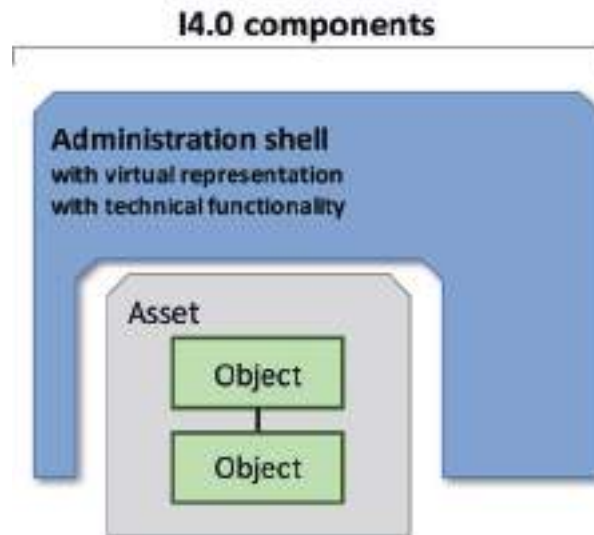 I4.0 components
Administration shell
with virtual representation
with technical functionality
Asset
Object
Object